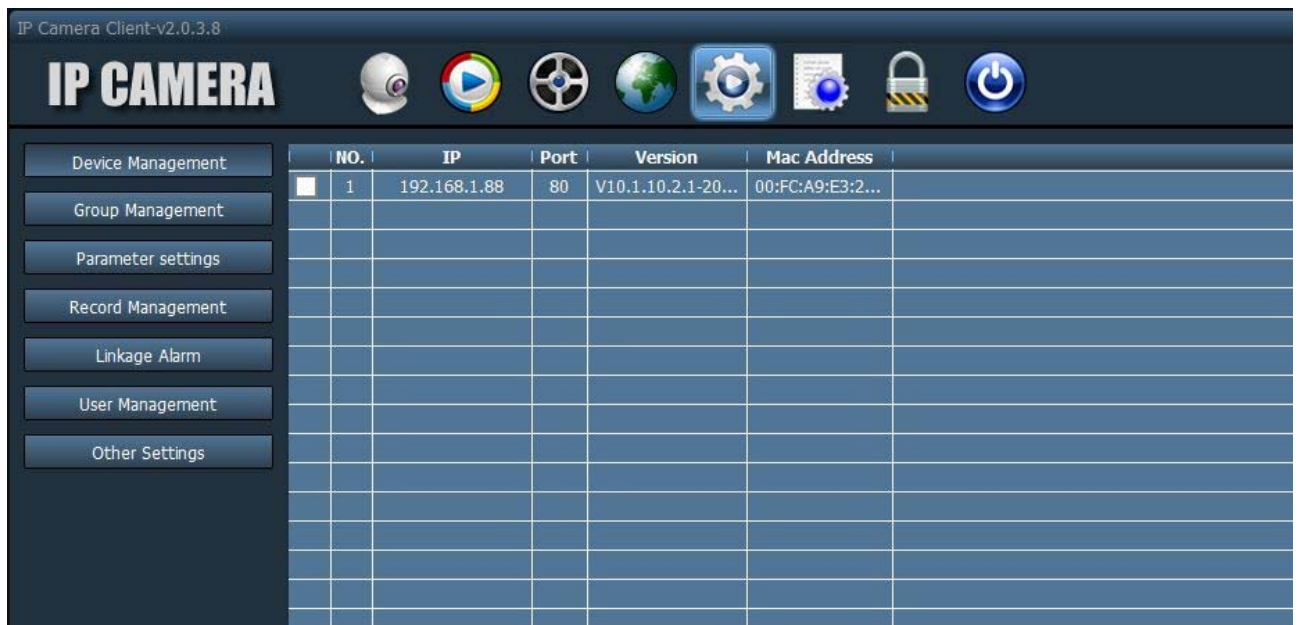 IP Camera Client-v2.0.3.8
IP CAMERA
Device Management
Group Management
Parameter settings
Record Management
Linkage Alarm
User Management
Other Settings
NO. IP Port Version Mac Address
1 192.168.1.88 80 V10.1.10.2.1-20... 00:FC:A9:E3:2...